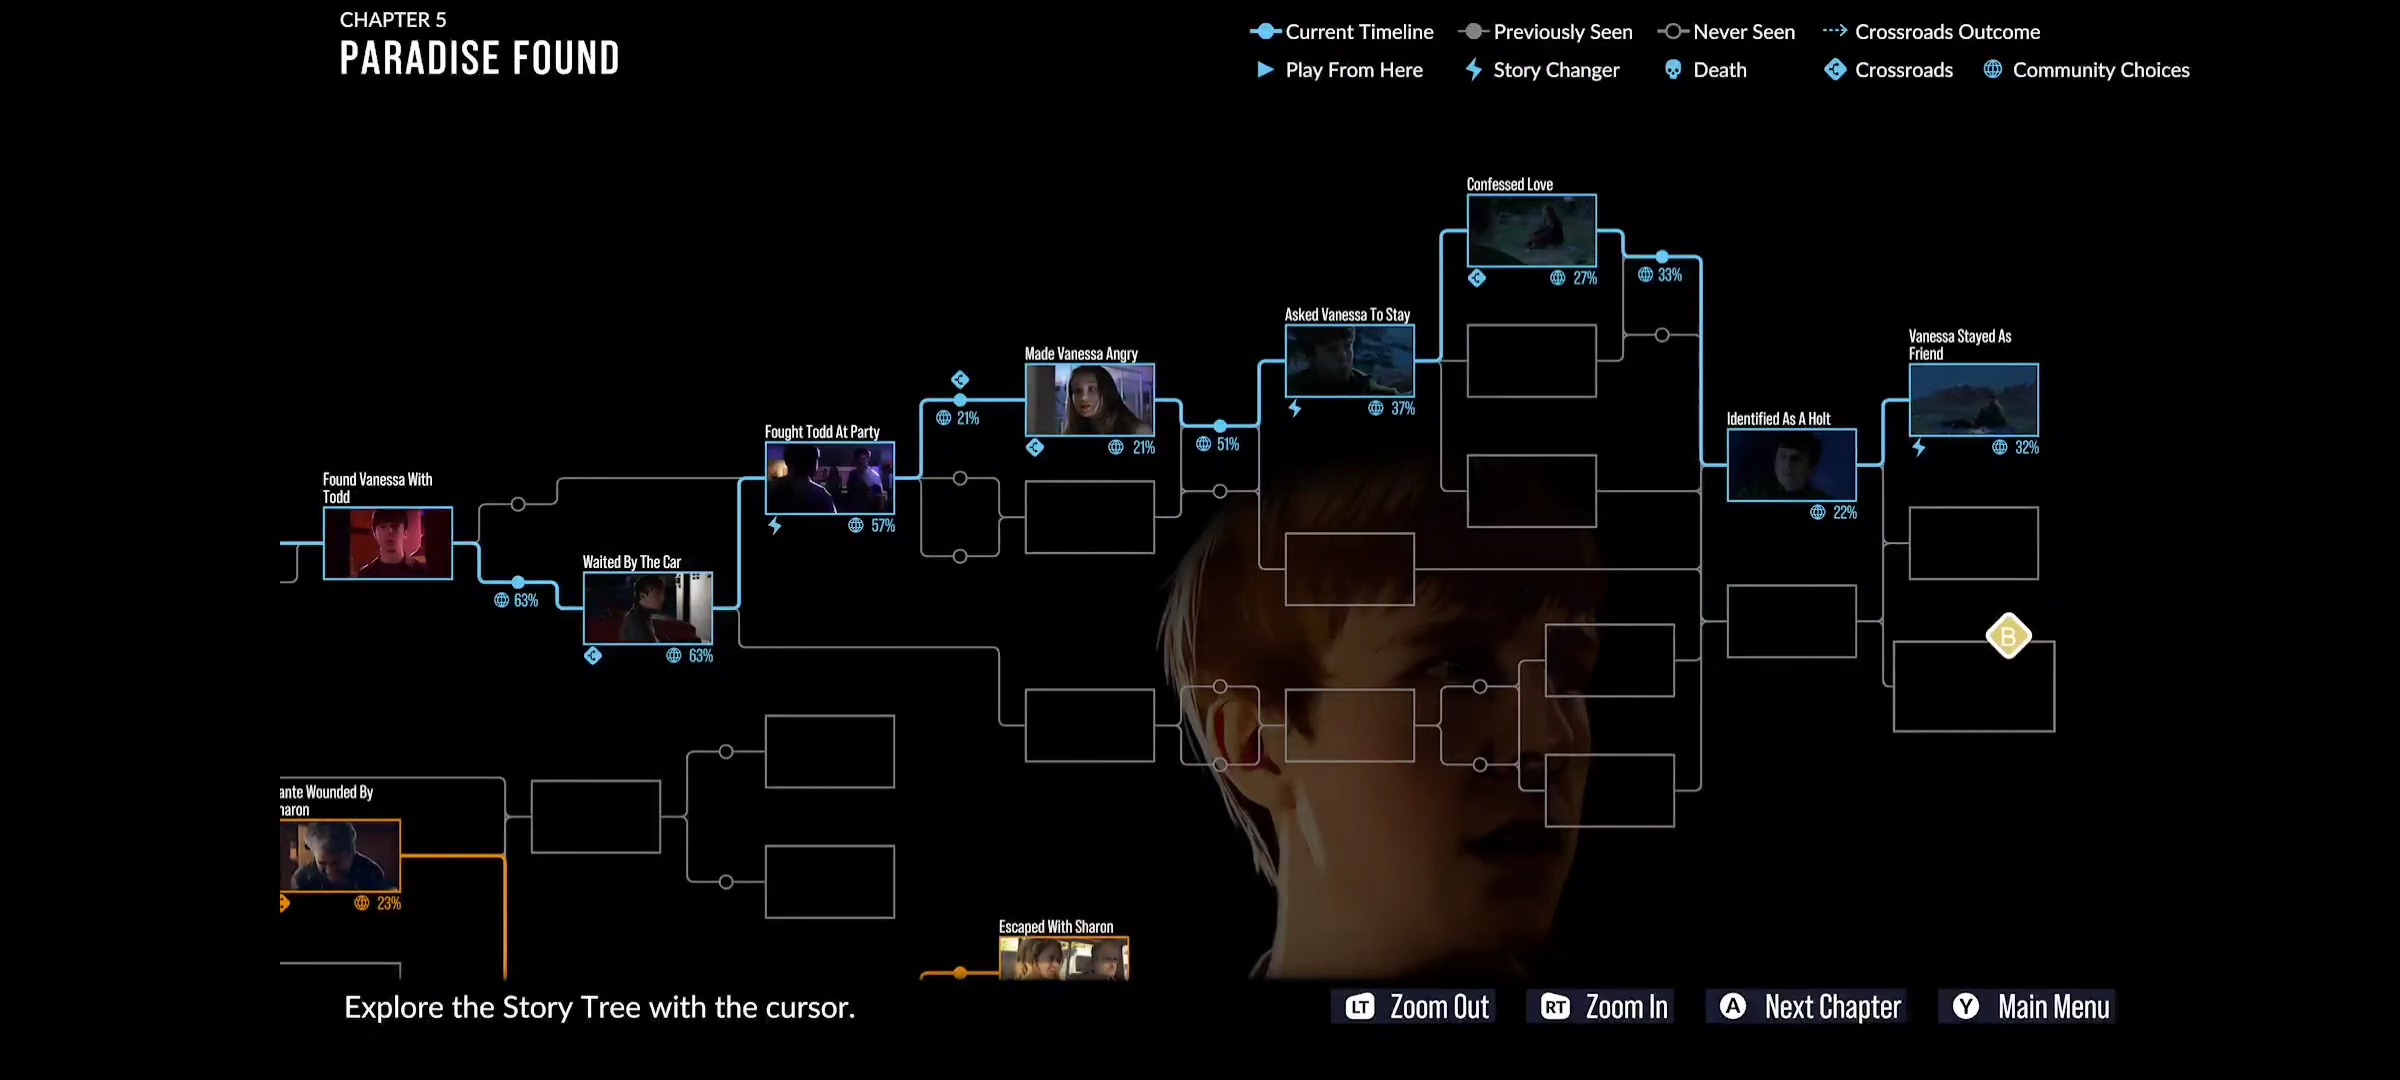 CHAPTER 5
PARADISE FOUND
Current Timeline
Previously Seen
Never Seen
Crossroads Outcome
Play From Here
Story Changer
Death
Crossroads
Community Choices
Confessed Love
27%
33%
Asked Vanessa To Stay
37%
Vanessa Stayed As
Friend
32%
Made Vanessa Angry
21%
21%
51%
Identified As A Holt
22%
Fought Todd At Party
57%
Found Vanessa With
Todd
63%
Waited By The Car
63%
B
ante Wounded By
haron
23%
Escaped With Sharon
Explore the Story Tree with the cursor.
LT Zoom Out
RT Zoom In
A Next Chapter
Y Main Menu